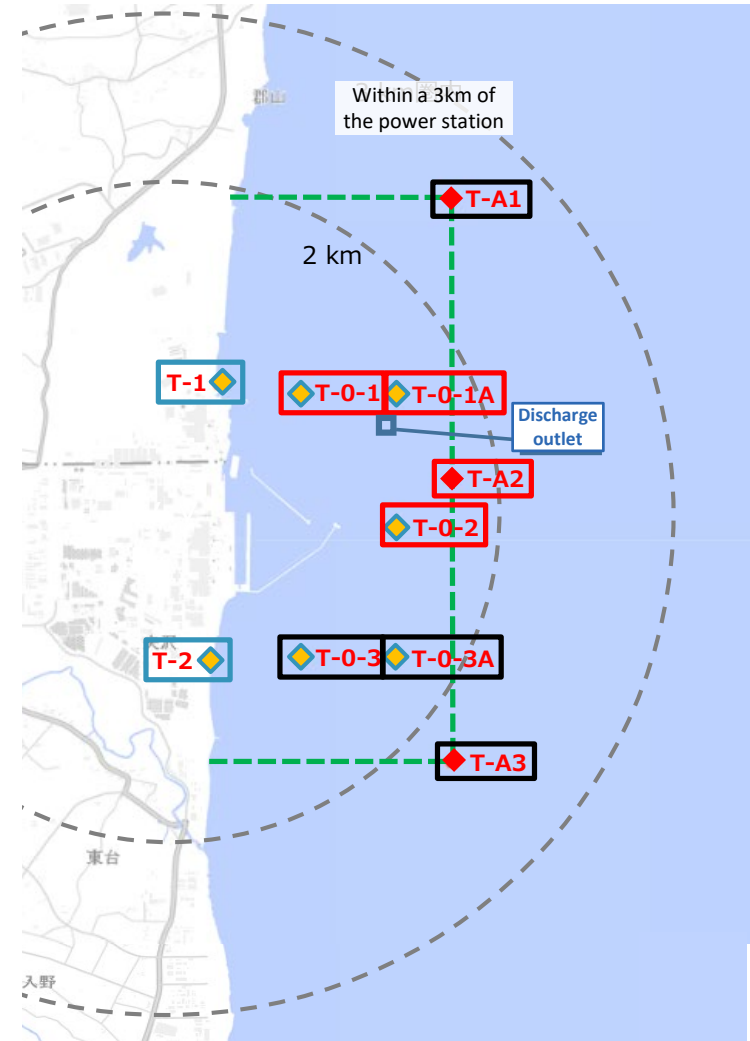 郡山
Within a 3km of
the power station
T-A1
2 km
T-1
T-0-1
T-0-1A
Discharge
outlet
T-A2
T-0-2
T-2
T-0-3
T-0-3A
T-A3
東台
入野